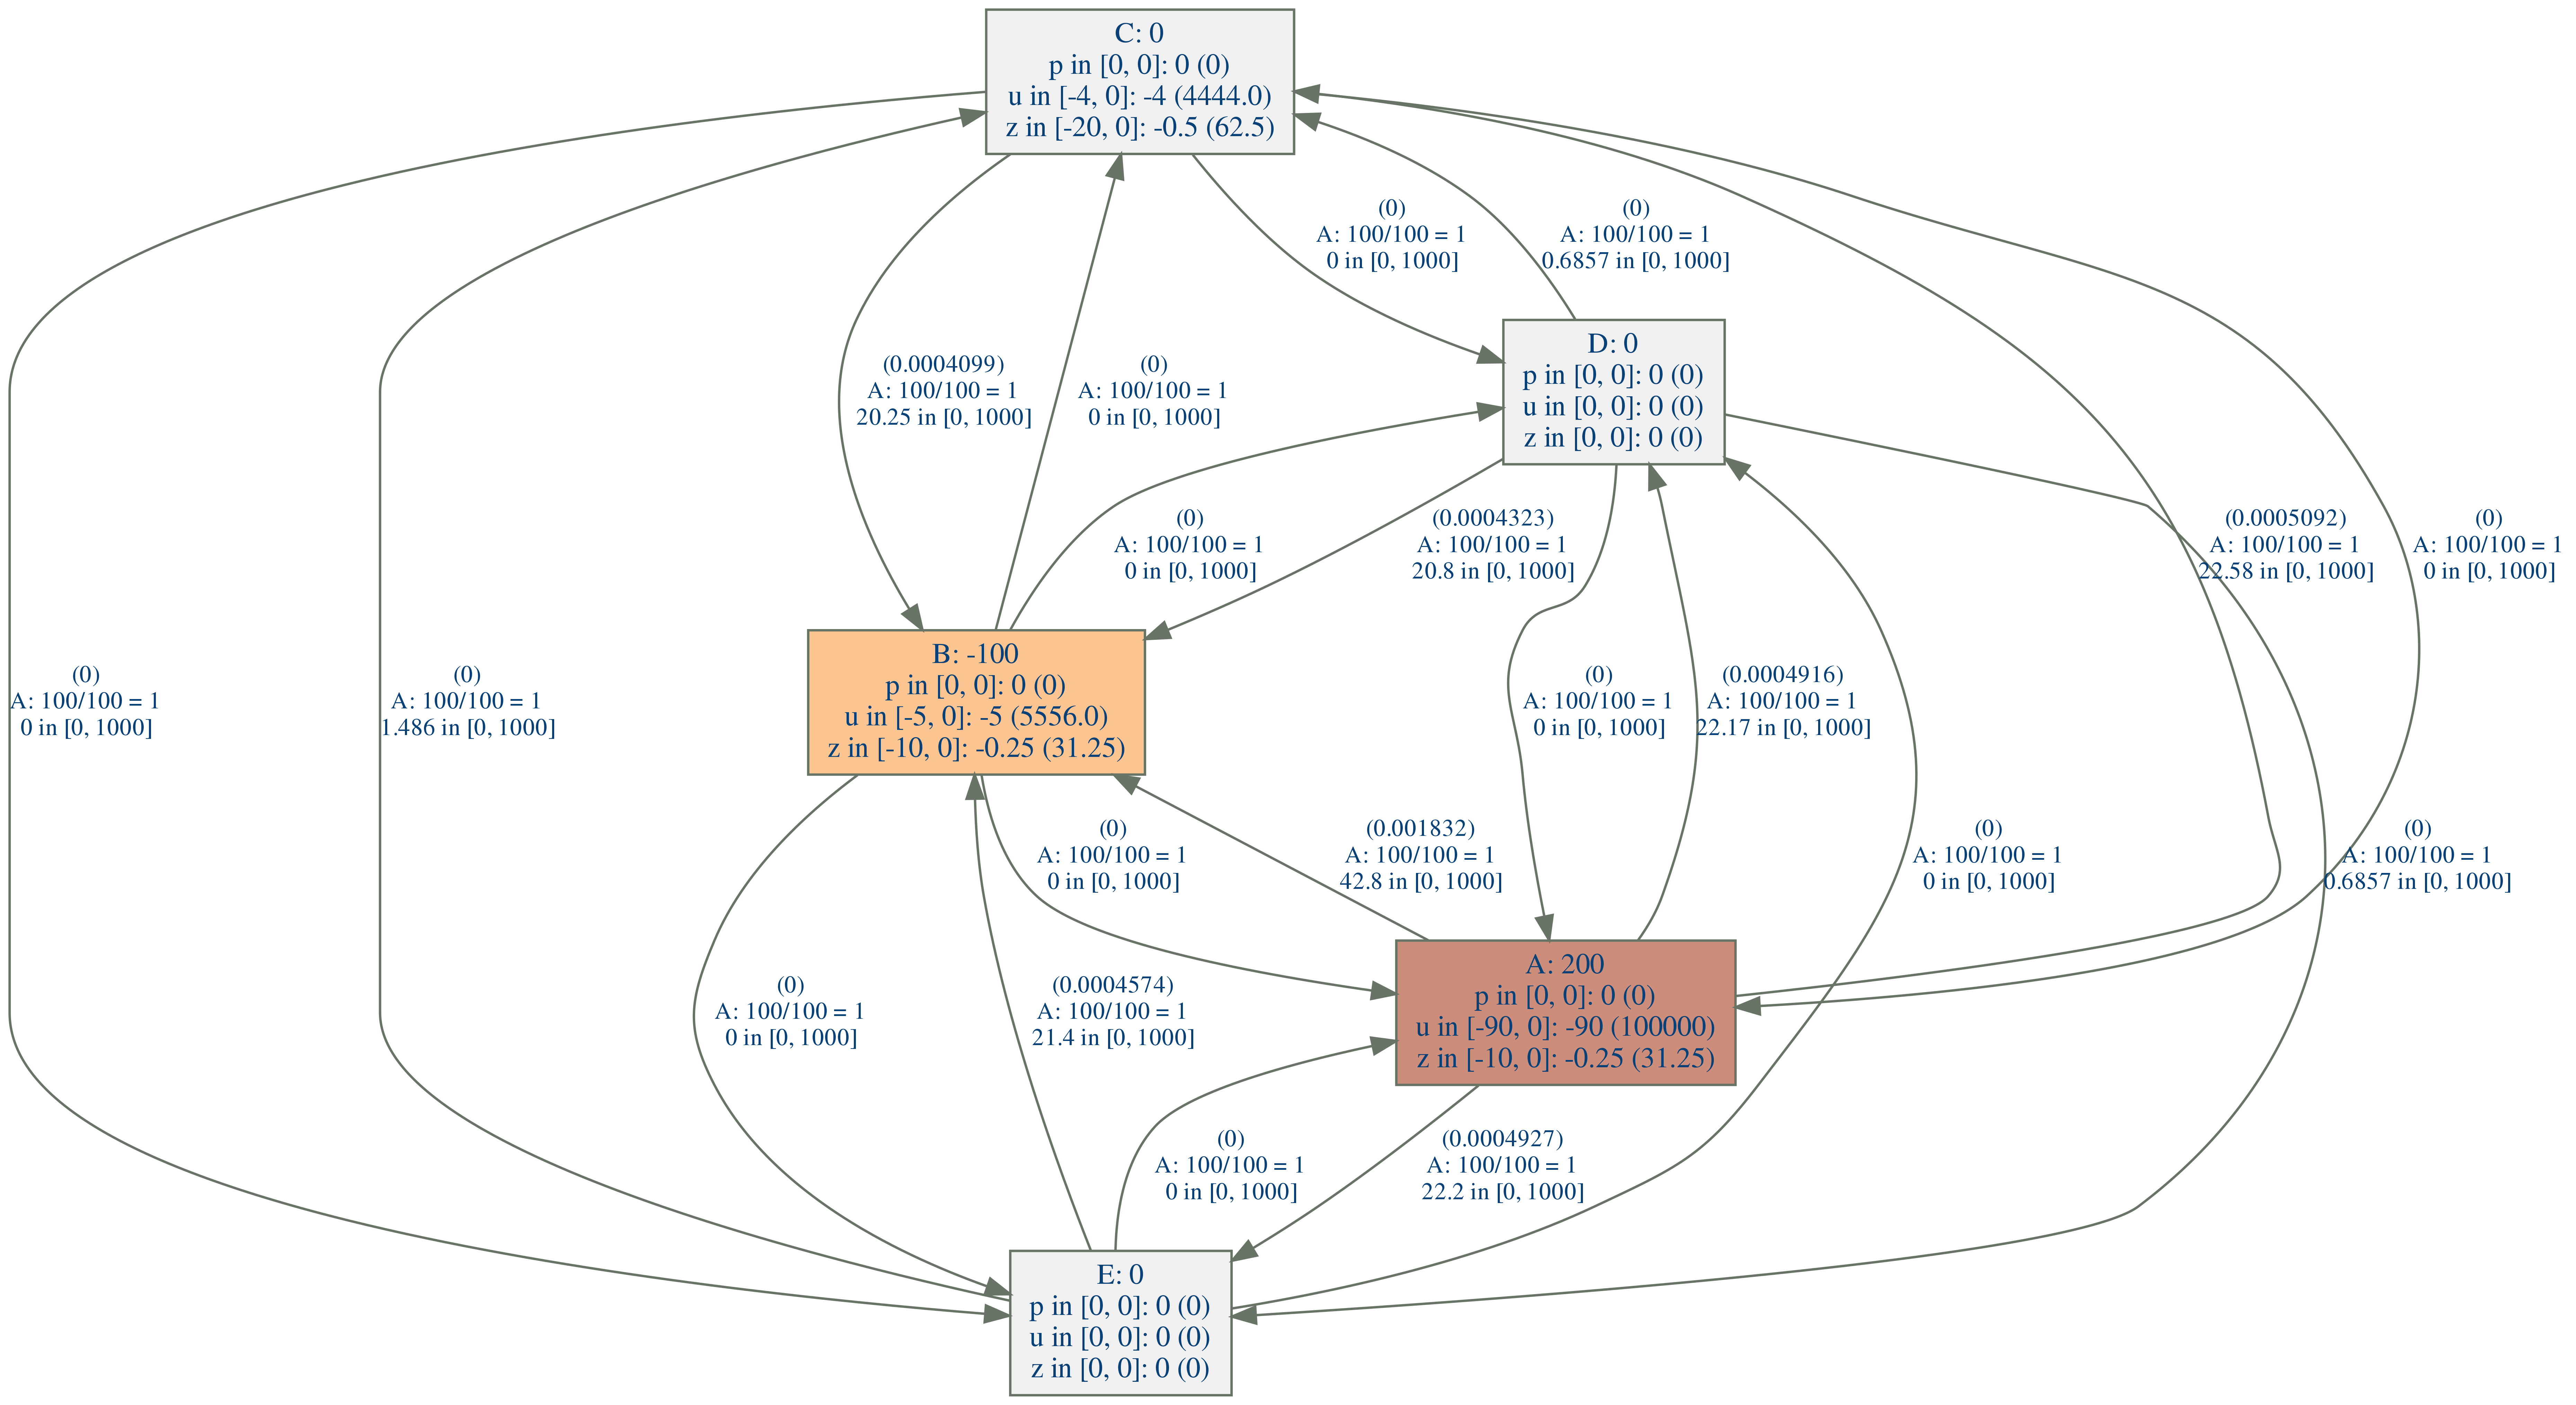 C: 0
p in [0, 0]: 0 (0)
u in [-4, 0]: -4 (4444.0)
z in [-20, 0]: -0.5 (62.5)
(0)
A: 100/100 = 1
0 in [0, 1000]
(0)
A: 100/100 = 1
0.6857 in [0, 1000]
D: 0
p in [0, 0]: 0 (0)
u in [0, 0]: 0 (0)
z in [0, 0]: 0 (0)
(0.0004099)
A: 100/100 = 1
20.25 in [0, 1000]
(0)
A: 100/100 = 1
0 in [0, 1000]
(0)
A: 100/100 = 1
0 in [0, 1000]
(0.0004323)
A: 100/100 = 1
20.8 in [0, 1000]
(0.0005092)
A: 100/100 = 1
22.58 in [0, 1000]
(0)
A: 100/100 = 1
0 in [0, 1000]
(0)
A: 100/100 = 1
0 in [0, 1000]
(0)
A: 100/100 = 1
1.486 in [0, 1000]
B: -100
p in [0, 0]: 0 (0)
u in [-5, 0]: -5 (5556.0)
z in [-10, 0]: -0.25 (31.25)
(0)
A: 100/100 = 1
0 in [0, 1000]
(0.0004916)
A: 100/100 = 1
22.17 in [0, 1000]
(0)
A: 100/100 = 1
0 in [0, 1000]
(0.001832)
A: 100/100 = 1
42.8 in [0, 1000]
(0)
A: 100/100 = 1
0 in [0, 1000]
(0)
A: 100/100 = 1
0.6857 in [0, 1000]
(0)
A: 100/100 = 1
0 in [0, 1000]
(0.0004574)
A: 100/100 = 1
21.4 in [0, 1000]
A: 200
p in [0, 0]: 0 (0)
u in [-90, 0]: -90 (100000)
z in [-10, 0]: -0.25 (31.25)
(0)
A: 100/100 = 1
0 in [0, 1000]
(0.0004927)
A: 100/100 = 1
22.2 in [0, 1000]
E: 0
p in [0, 0]: 0 (0)
u in [0, 0]: 0 (0)
z in [0, 0]: 0 (0)